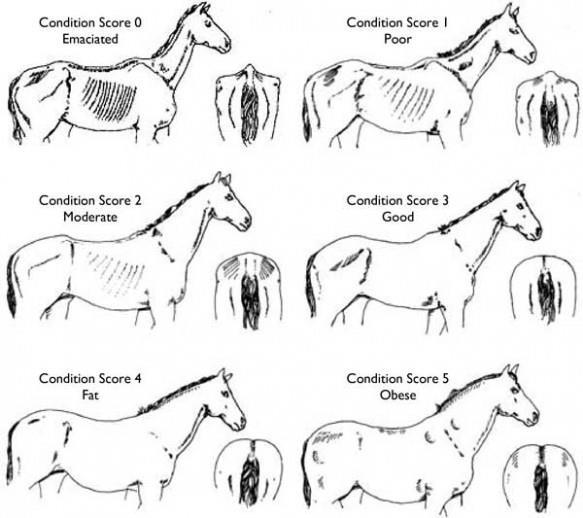 Condition Score 0
Emaciated
Condition Score 1
Poor
Condition Score 2
Moderate
Condition Score 3
Good
Condition Score 4
Fat
Condition Score 5
Obese